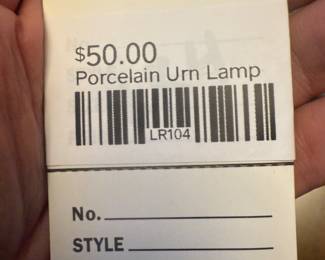 $50.00
Porcelain Urn Lamp
LR104
No.
STYLE